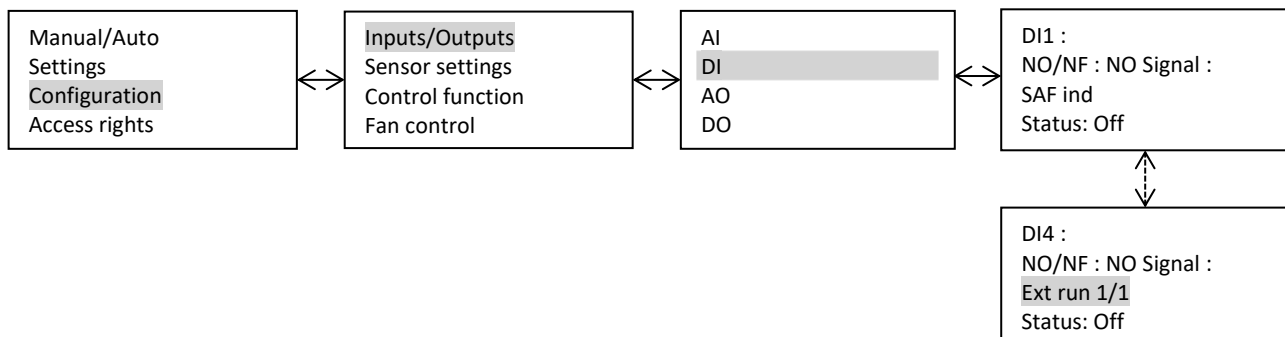 Manual/Auto
Settings
Configuration
Access rights
Inputs/Outputs
Sensor settings
Control function
Fan control
AI
DI
AO
DO
DI1 :
NO/NF : NO Signal :
SAF ind
Status: Off
DI4 :
NO/NF : NO Signal :
Ext run 1/1
Status: Off